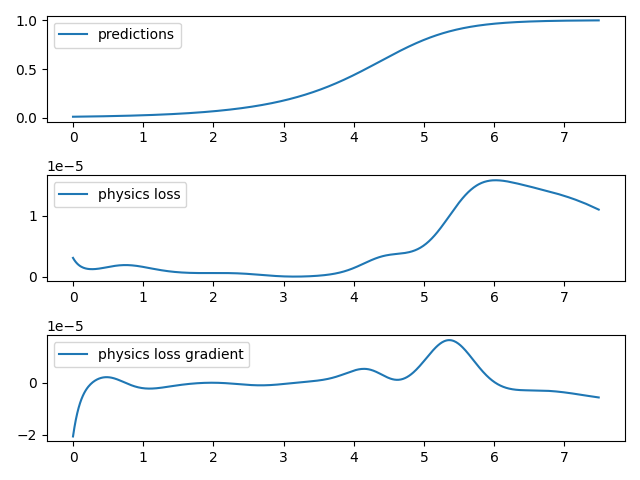 1.0
predictions
0.5
0.0
0 1 2 3 4 5 6 7
1e−5
physics loss
1
0
0 1 2 3 4 5 6 7
1e−5
physics loss gradient
0
−2
0 1 2 3 4 5 6 7